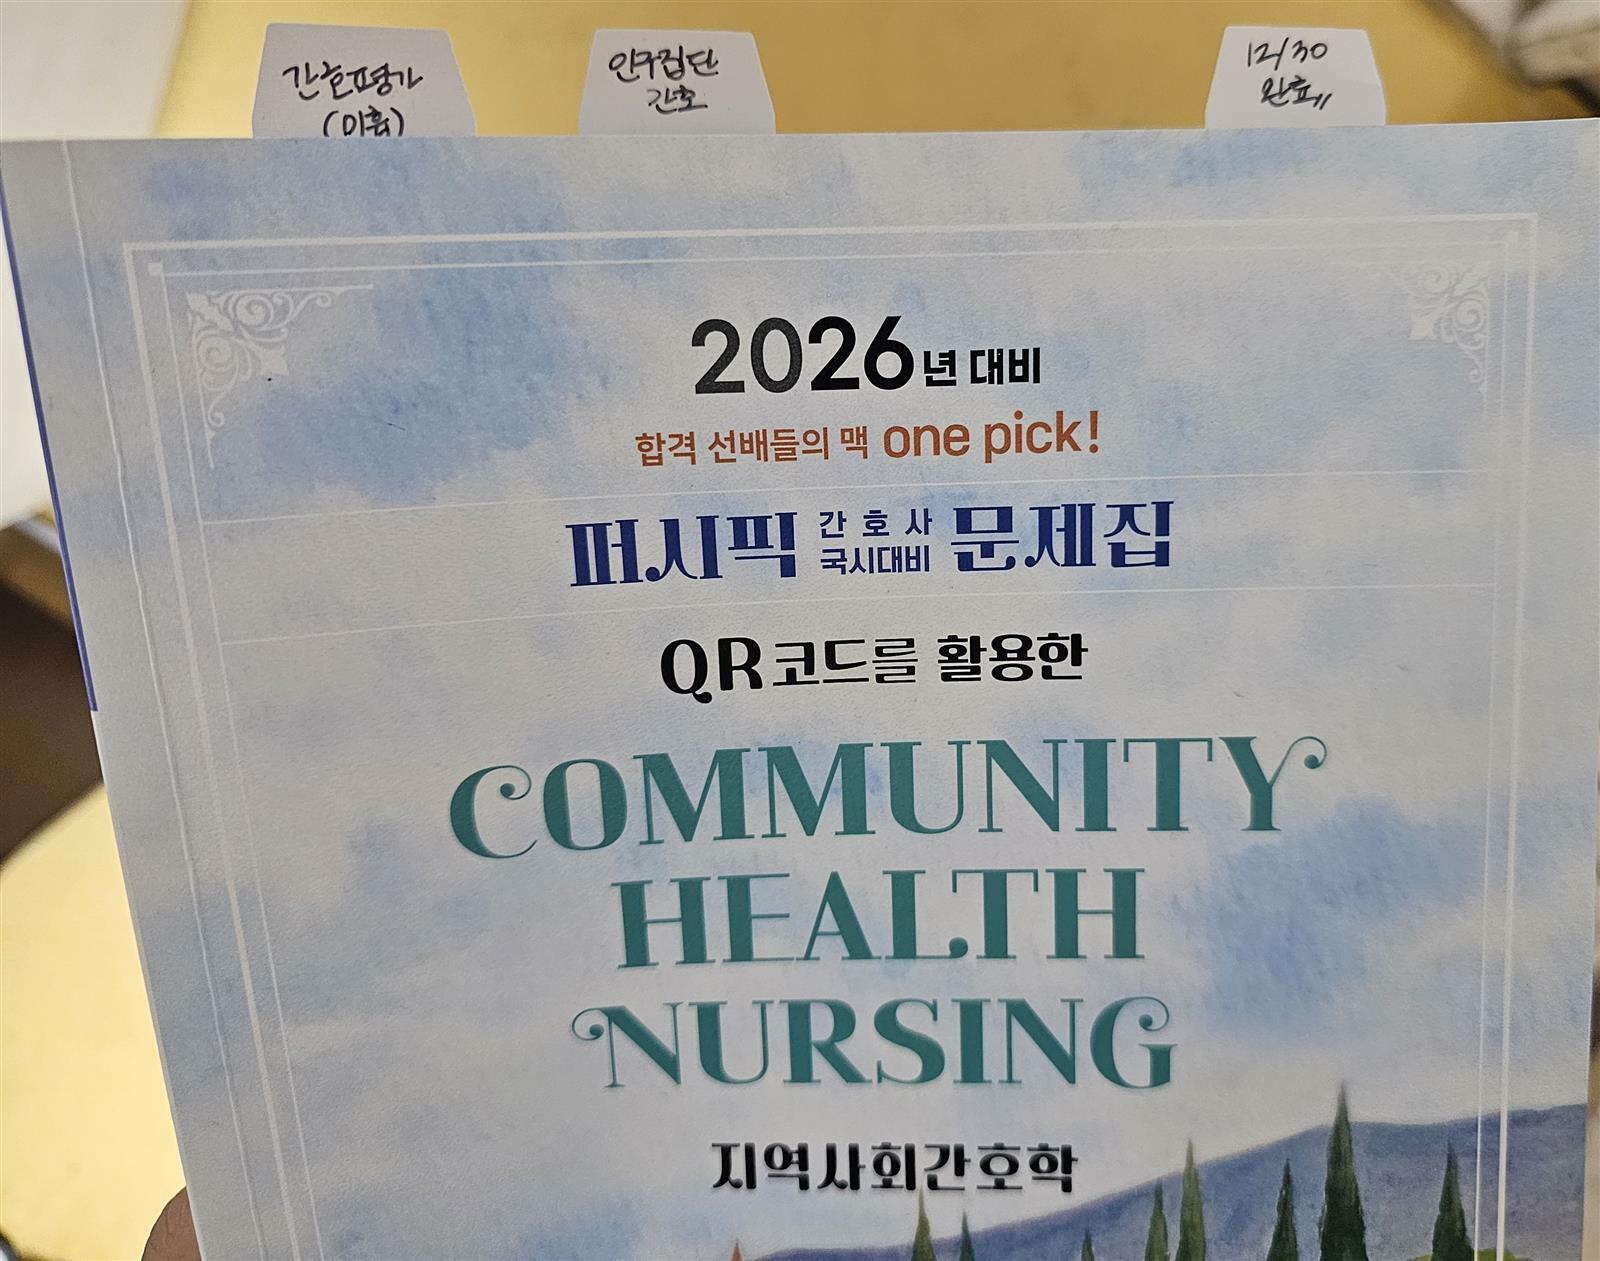 간호평가
(미흡)
인구집단
간호
12/30
완료
2026년 대비
합격 선배들의 맥 one pick!
퍼시픽 간호사 국시대비 문제집
QR코드를 활용한
COMMUNITY
HEALTH
NURSING
지역사회간호학